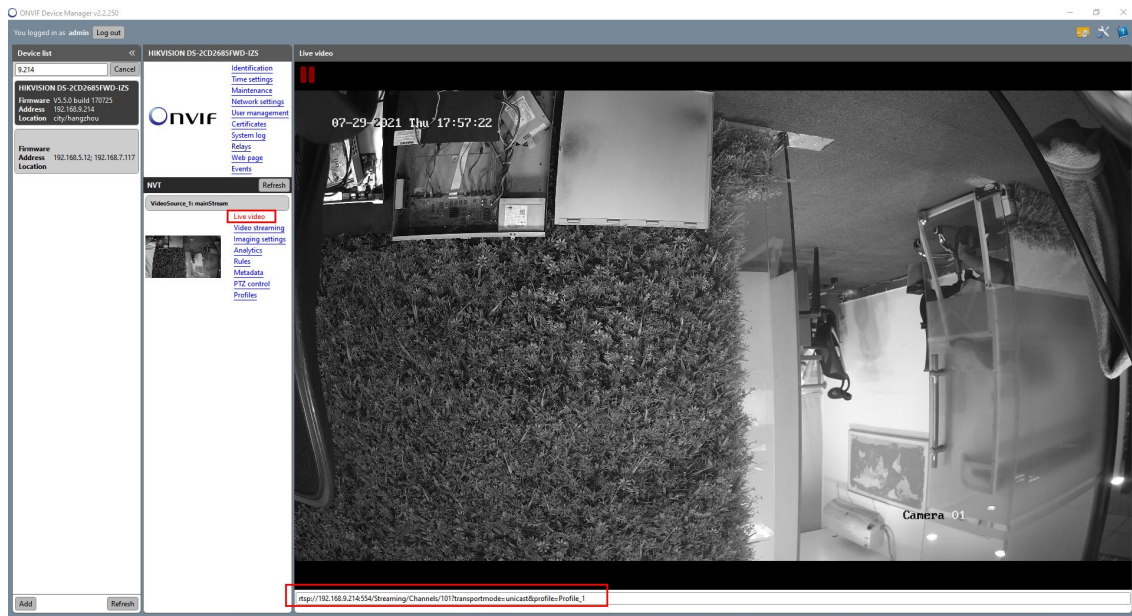 ONVIF Device Manager v2.2.250
You logged in as admin Log out
Device list «
9.214 Cancel
HIKVISION DS-2CD2685FWD-IZS
Firmware V5.5.0 build 170725
Address 192.168.9.214
Location city/hangzhou
Firmware
Address 192.168.5.12; 192.168.7.117
Location
Add Refresh
HIKVISION DS-2CD2685FWD-IZS
ONVIF
Identification
Time settings
Maintenance
Network settings
User management
Certificates
System log
Relays
Web page
Events
NVT Refresh
VideoSource_1: mainStream
Live video
Video streaming
Imaging settings
Analytics
Rules
Metadata
PTZ control
Profiles
Live video
07-29-2021 Thu 17:57:22
Camera 01
rtsp://192.168.9.214:554/Streaming/Channels/101?transportmode=unicast&profile=Profile_1